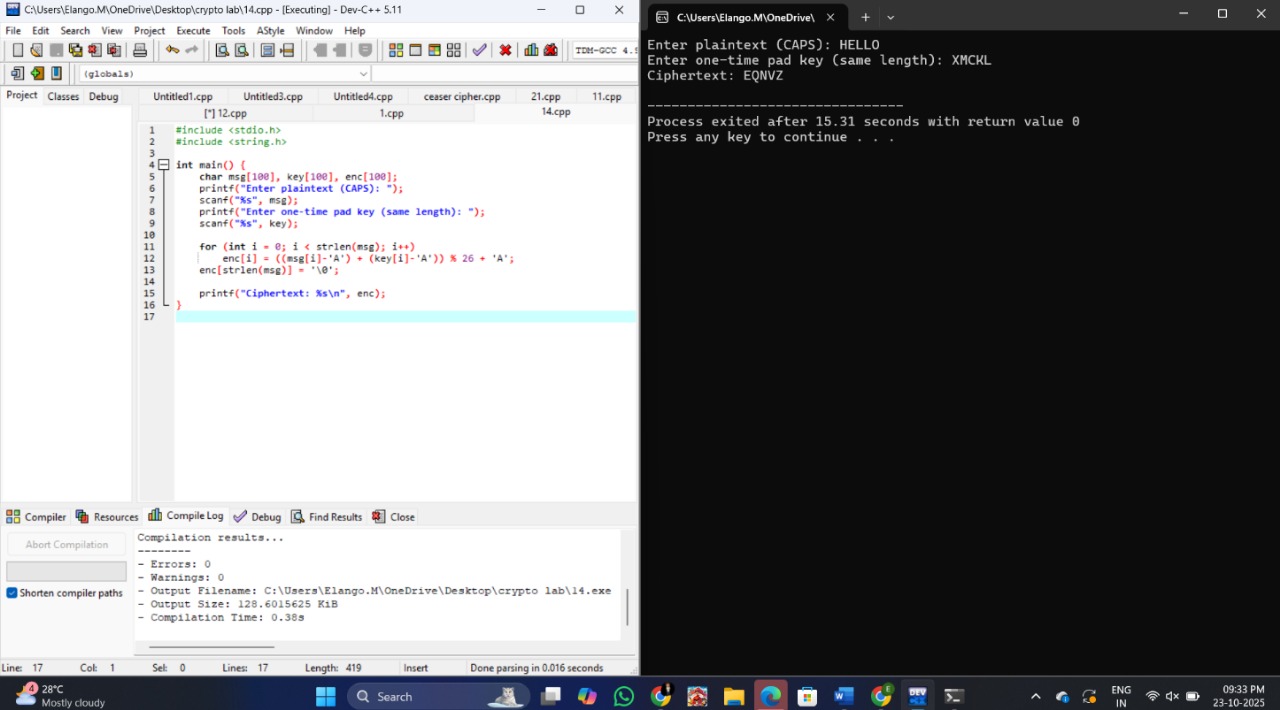 C:\Users\Elango.M\OneDrive\Desktop\crypto lab\14.cpp - [Executing] - Dev-C++ 5.11
File Edit Search View Project Execute Tools AStyle Window Help
TDM-GCC 4.9
(globals)
Project Classes Debug
Untitled1.cpp Untitled3.cpp Untitled4.cpp ceaser cipher.cpp 21.cpp 11.cpp
[*] 12.cpp 1.cpp 14.cpp
1 #include <stdio.h>
2 #include <string.h>
3
4 int main() {
5 char msg[100], key[100], enc[100];
6 printf("Enter plaintext (CAPS): ");
7 scanf("%s", msg);
8 printf("Enter one-time pad key (same length): ");
9 scanf("%s", key);
10
11 for (int i = 0; i < strlen(msg); i++)
12 enc[i] = ((msg[i]-'A') + (key[i]-'A')) % 26 + 'A';
13 enc[strlen(msg)] = '\0';
14
15 printf("Ciphertext: %s\n", enc);
16 }
17
Compiler Resources Compile Log Debug Find Results Close
Abort Compilation
Shorten compiler paths
Compilation results...
--------
- Errors: 0
- Warnings: 0
- Output Filename: C:\Users\Elango.M\OneDrive\Desktop\crypto lab\14.exe
- Output Size: 128.6015625 KiB
- Compilation Time: 0.38s
Line: 17 Col: 1 Sel: 0 Lines: 17 Length: 419 Insert Done parsing in 0.016 seconds
C:\Users\Elango.M\OneDrive\
Enter plaintext (CAPS): HELLO
Enter one-time pad key (same length): XMCKL
Ciphertext: EQNVZ
--------------------------------
Process exited after 15.31 seconds with return value 0
Press any key to continue . . .
4
28°C
Mostly cloudy
Search
DEV
ENG
IN
09:33 PM
23-10-2025